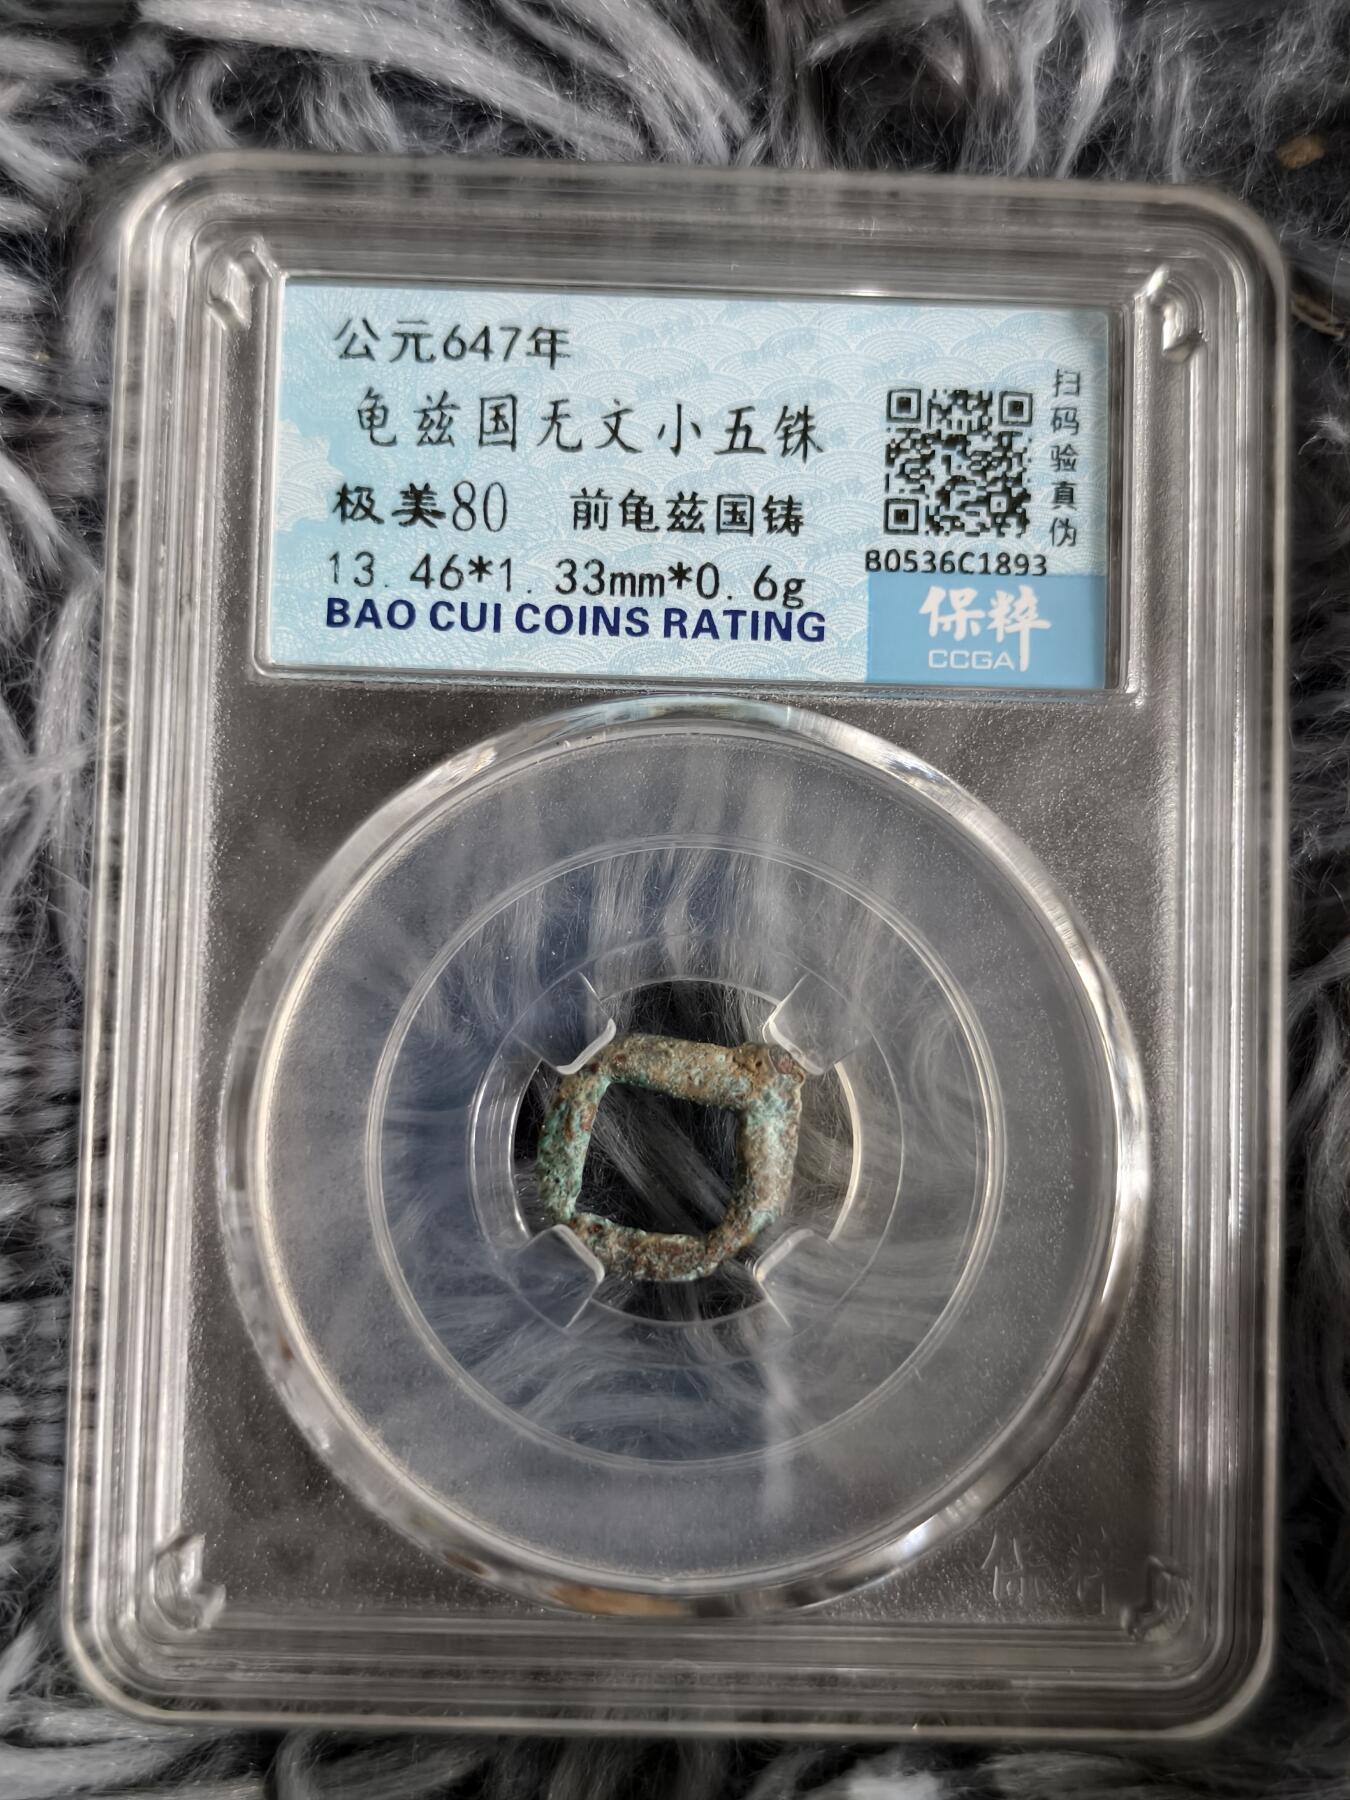 公元647年
龟兹国无文小五铢
极美80 前龟兹国铸
13.46*1.33mm*0.6g
BAO CUI COINS RATING
扫码验真伪
B0536C1893
保粹
CCGA